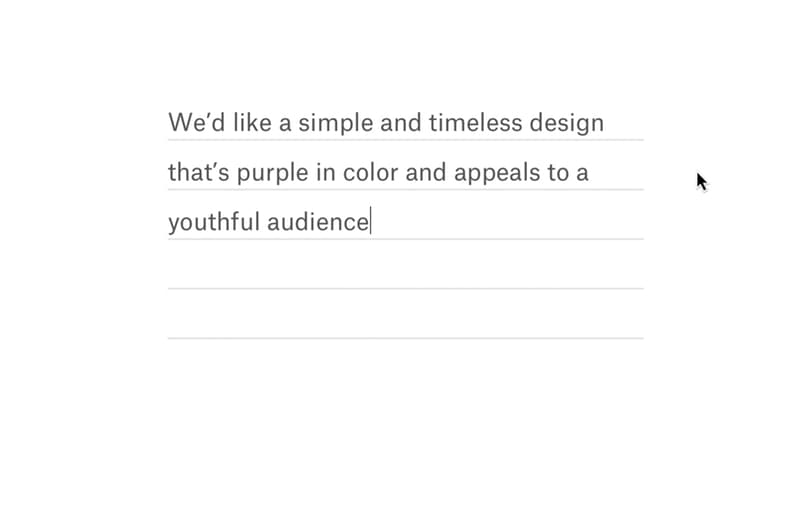 We’d like a simple and timeless design
that’s purple in color and appeals to a
youthful audience